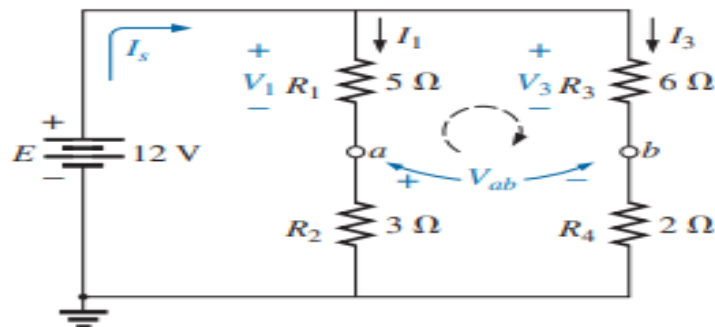 I_s
+ V_1 − R_1 5 Ω I_1
+ V_3 − R_3 6 Ω I_3
+ E − 12 V
a
b
+ V_ab −
R_2 3 Ω
R_4 2 Ω